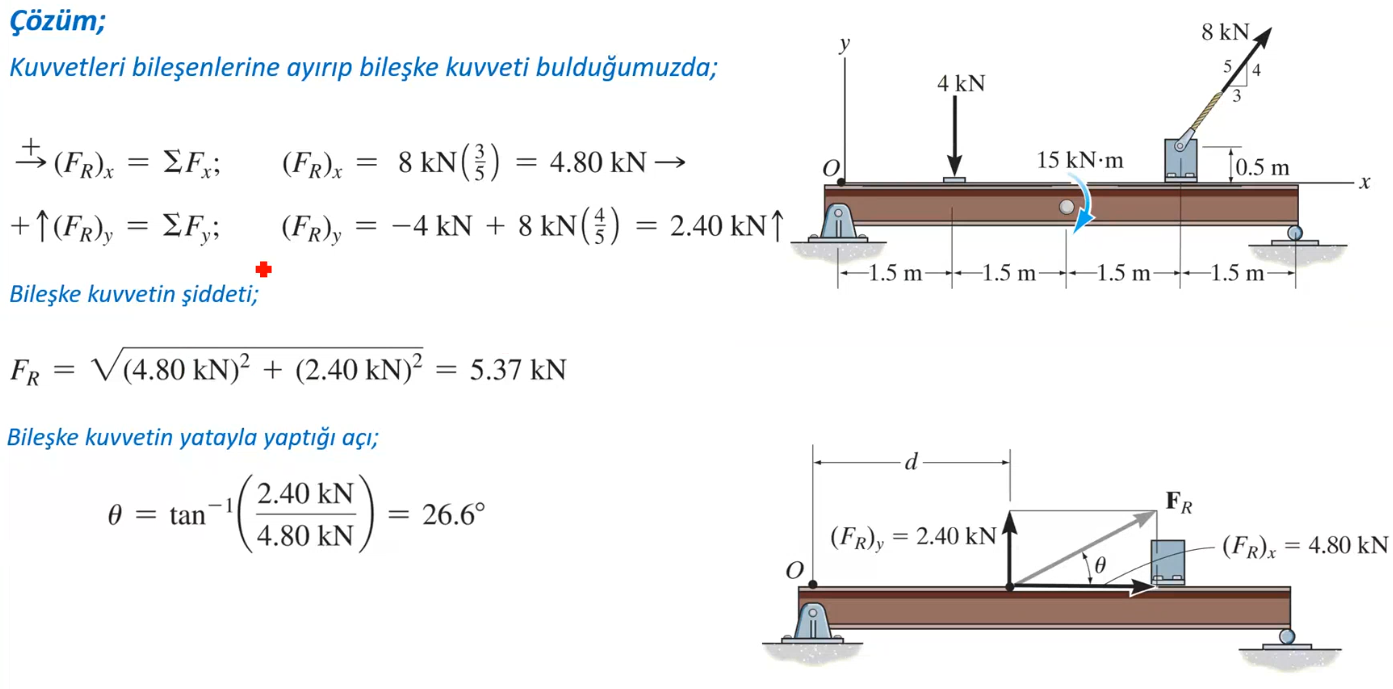 Çözüm;
Kuvvetleri bileşenlerine ayırıp bileşke kuvveti bulduğumuzda;
→+ (F_R)_x = ΣF_x; (F_R)_x = 8 kN(3/5) = 4.80 kN →
+↑(F_R)_y = ΣF_y; (F_R)_y = −4 kN + 8 kN(4/5) = 2.40 kN↑
Bileşke kuvvetin şiddeti;
F_R = √(4.80 kN)² + (2.40 kN)² = 5.37 kN
Bileşke kuvvetin yatayla yaptığı açı;
θ = tan⁻¹(2.40 kN / 4.80 kN) = 26.6°
8 kN
y
5
4
3
4 kN
15 kN·m
0.5 m
O
x
1.5 m 1.5 m 1.5 m 1.5 m
d
F_R
(F_R)_y = 2.40 kN
(F_R)_x = 4.80 kN
θ
O